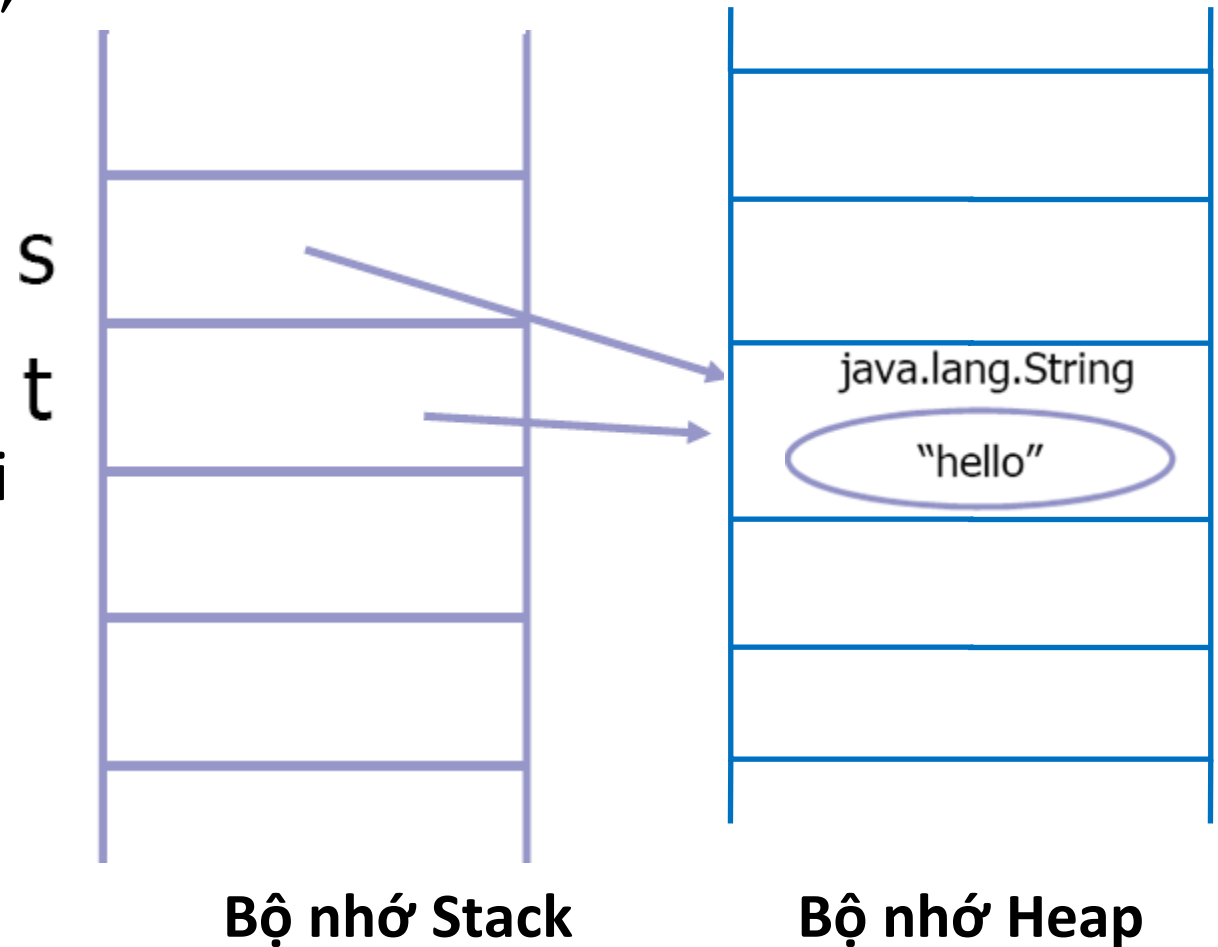 s
java.lang.String
t
"hello"
i
Bộ nhớ Stack
Bộ nhớ Heap